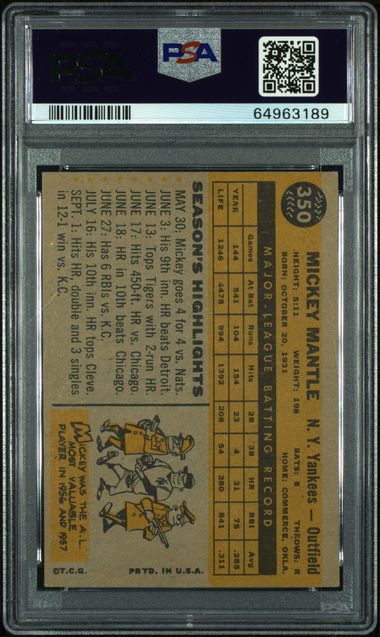 PSA
PSA
64963189
350
MICKEY MANTLE N. Y. Yankees — Outfield
HEIGHT: 5:11 WEIGHT: 198 BATS: B THROWS: R
BORN: OCTOBER 20, 1931 HOME: COMMERCE, OKLA.
MAJOR LEAGUE BATTING RECORD
Games At Bat Runs Hits 2B 3B HR RBI Avg
YEAR 144 541 104 154 23 4 31 75 .285
LIFE 1246 4478 994 1392 208 54 280 841 .311
SEASON'S HIGHLIGHTS
MAY 30: Mickey goes 4 for 4 vs. Nats.
JUNE 3: His 9th inn. HR beats Detroit.
JUNE 13: Tops Tigers with 2-run HR.
JUNE 17: Hits 450-ft. HR vs. Chicago.
JUNE 18: HR in 10th beats Chicago.
JUNE 27: Has 6 RBIs vs. K.C.
JULY 16: His 10th inn. HR tops Cleve.
SEPT. 1: Hits HR, double and 3 singles
in 12-1 win vs. K.C.
MICKEY WAS THE A.L.
MOST VALUABLE
PLAYER IN 1956 AND 1957
©T.C.G. PRTD. IN U.S.A.